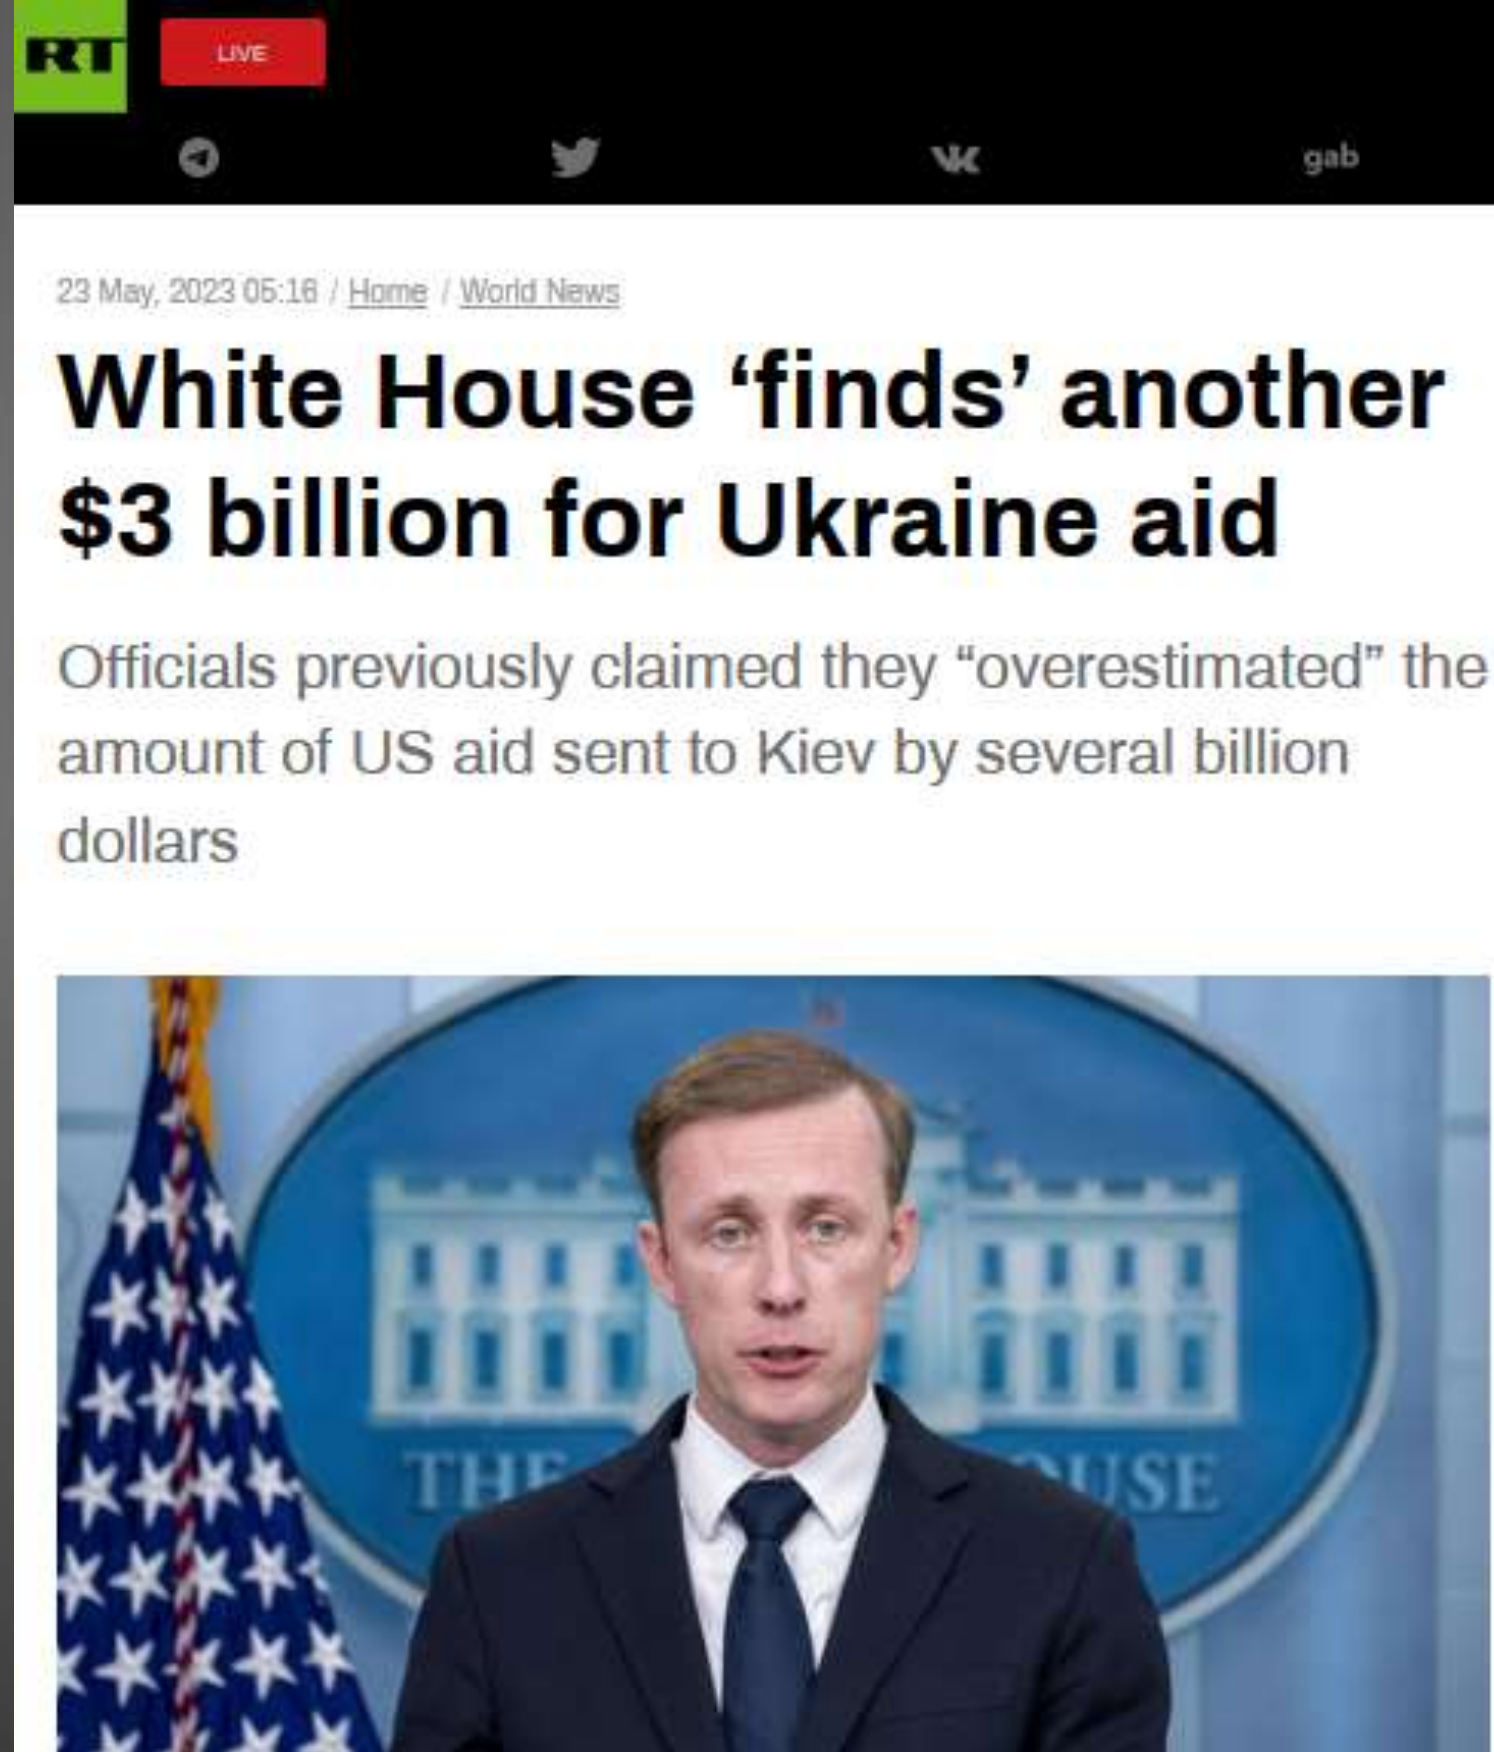 RT
LIVE
gab
23 May, 2023 05:16 / Home / World News
White House ‘finds’ another
$3 billion for Ukraine aid
Officials previously claimed they “overestimated” the
amount of US aid sent to Kiev by several billion
dollars
THE OUSE